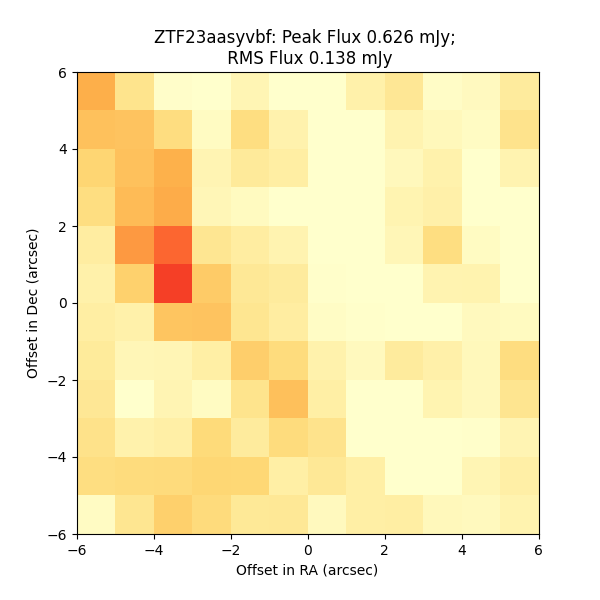 ZTF23aasyvbf: Peak Flux 0.626 mJy;
RMS Flux 0.138 mJy
6
4
2
0
−2
−4
−6
Offset in Dec (arcsec)
−6 −4 −2 0 2 4 6
Offset in RA (arcsec)